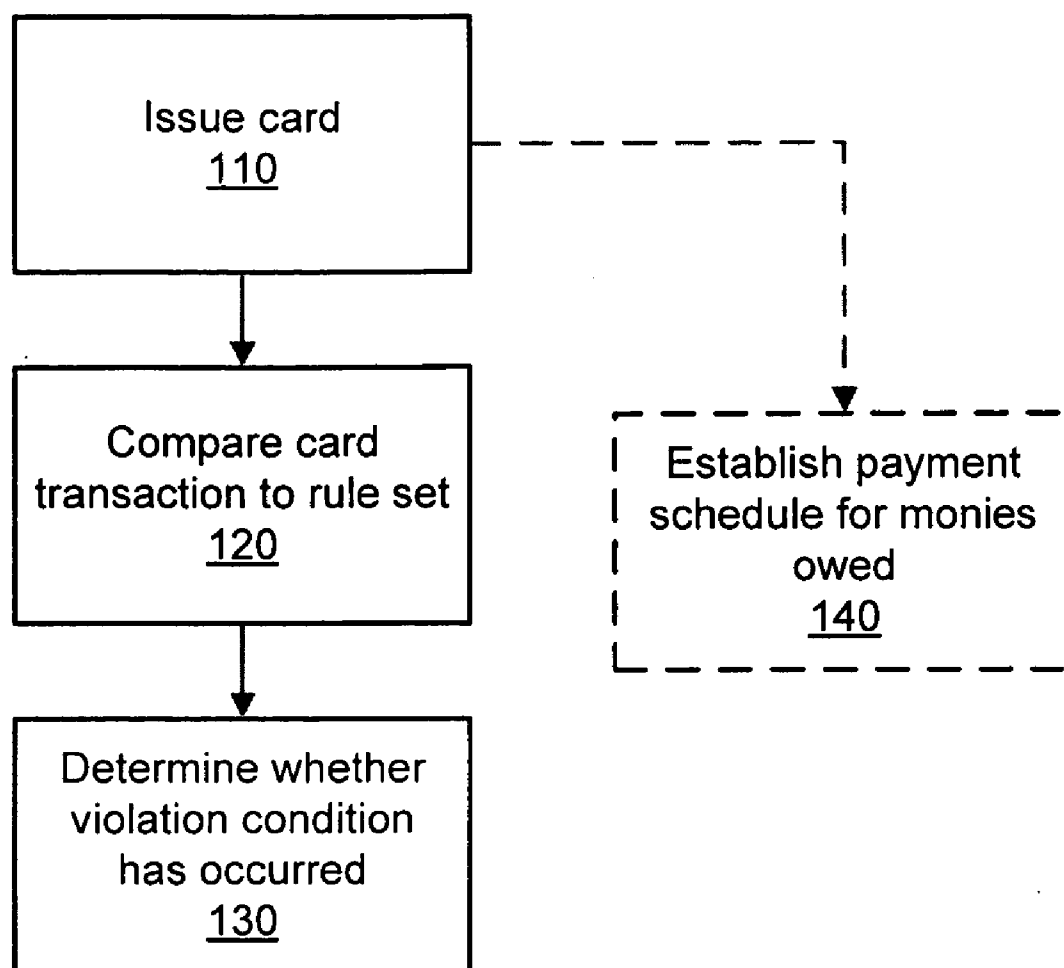 Issue card
110
Compare card
transaction to rule set
120
Determine whether
violation condition
has occurred
130
Establish payment
schedule for monies
owed
140